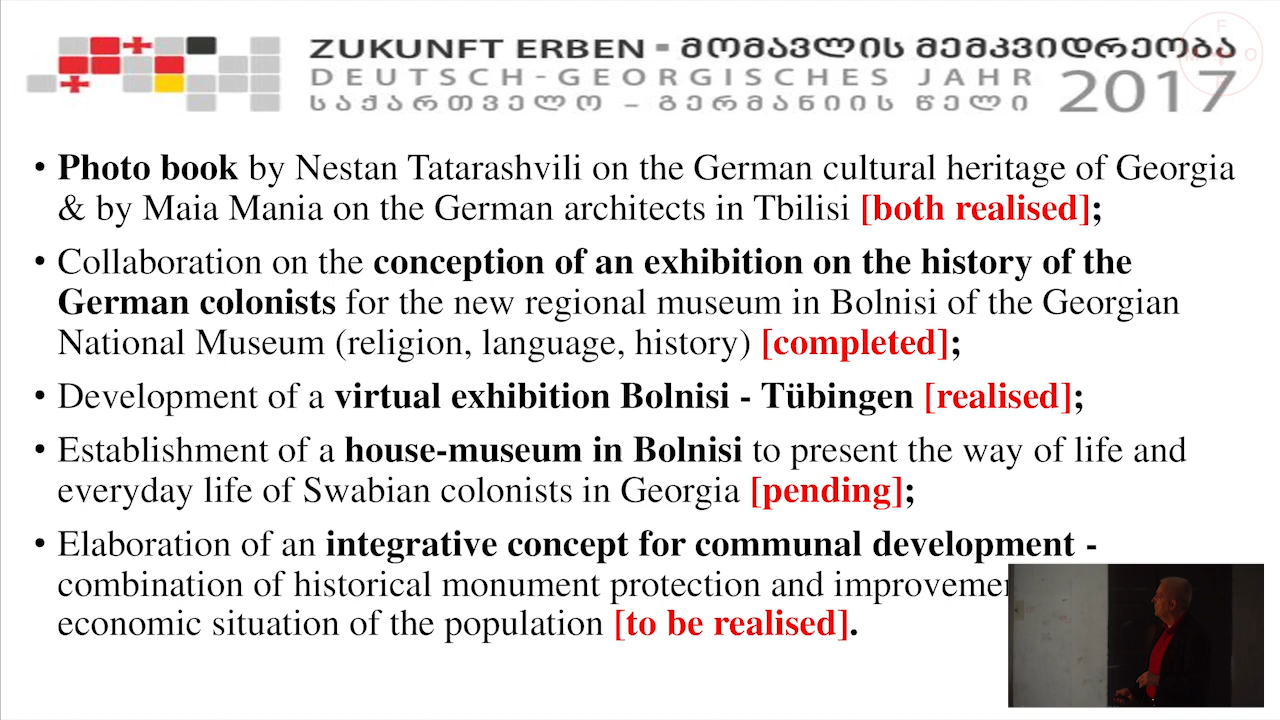 ZUKUNFT ERBEN - მომავლის მემკვიდრეობა
DEUTSCH-GEORGISCHES JAHR
2017
საქართველო – გერმანიის წელი
• Photo book by Nestan Tatarashvili on the German cultural heritage of Georgia
& by Maia Mania on the German architects in Tbilisi [both realised];
• Collaboration on the conception of an exhibition on the history of the
German colonists for the new regional museum in Bolnisi of the Georgian
National Museum (religion, language, history) [completed];
• Development of a virtual exhibition Bolnisi - Tübingen [realised];
• Establishment of a house-museum in Bolnisi to present the way of life and
everyday life of Swabian colonists in Georgia [pending];
• Elaboration of an integrative concept for communal development -
combination of historical monument protection and
economic situation of the population [to be realised].